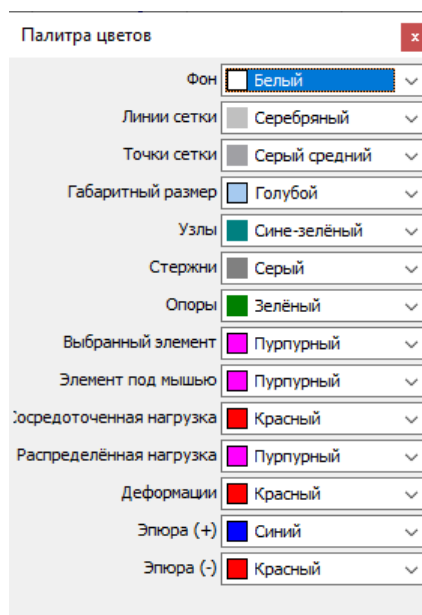 Палитра цветов x
Фон Белый
Линии сетки Серебряный
Точки сетки Серый средний
Габаритный размер Голубой
Узлы Сине-зелёный
Стержни Серый
Опоры Зелёный
Выбранный элемент Пурпурный
Элемент под мышью Пурпурный
Сосредоточенная нагрузка Красный
Распределённая нагрузка Пурпурный
Деформации Красный
Эпюра (+) Синий
Эпюра (-) Красный